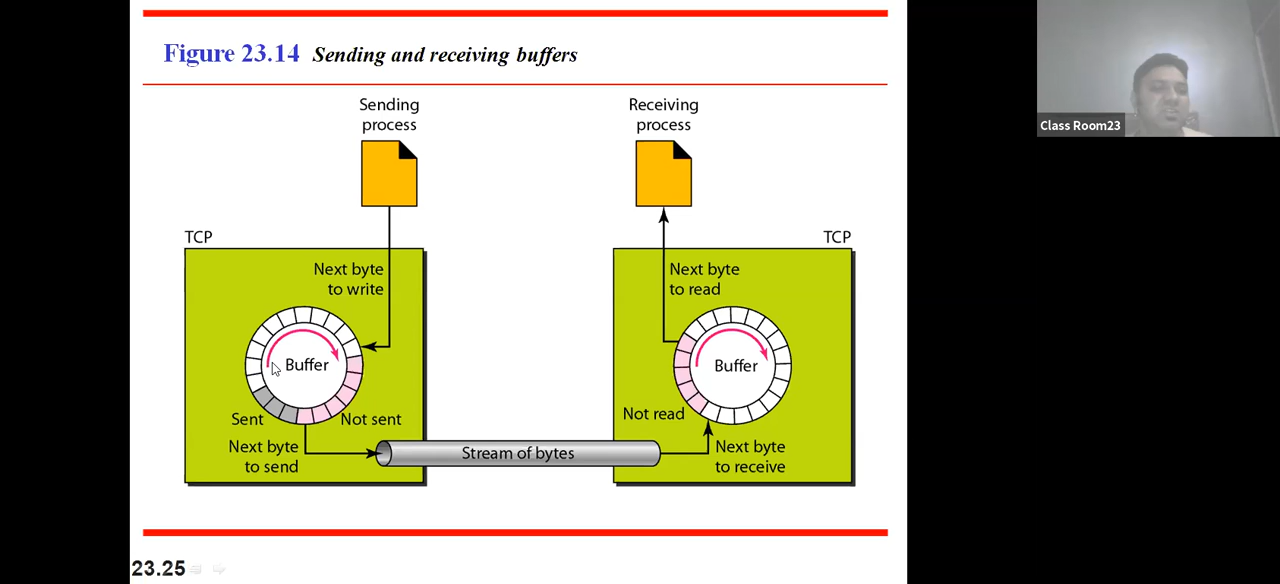 Figure 23.14 Sending and receiving buffers
Sending
process
Receiving
process
TCP
TCP
Next byte
to write
Next byte
to read
Buffer
Buffer
Sent
Not sent
Not read
Next byte
to send
Stream of bytes
Next byte
to receive
23.25
Class Room23